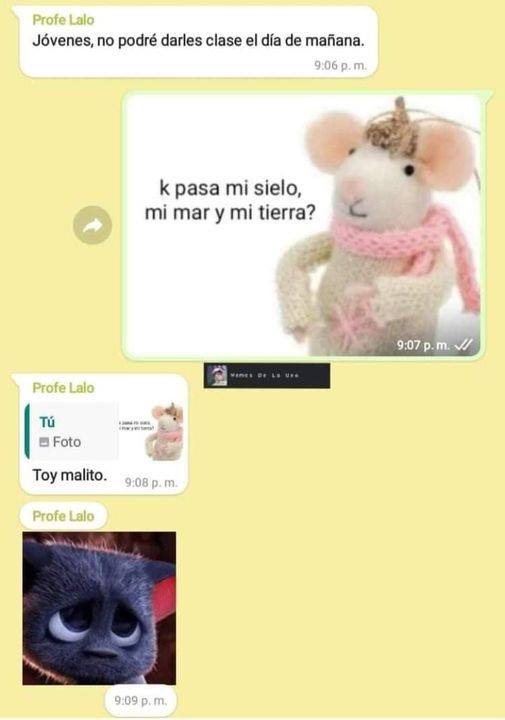 Profe Lalo
Jóvenes, no podré darles clase el día de mañana.
9:06 p. m.
k pasa mi sielo,
mi mar y mi tierra?
9:07 p. m.
Memes De La Uni
Profe Lalo
Tú
Foto
k pasa mi sielo,
mi mar y mi tierra?
Toy malito.
9:08 p. m.
Profe Lalo
9:09 p. m.